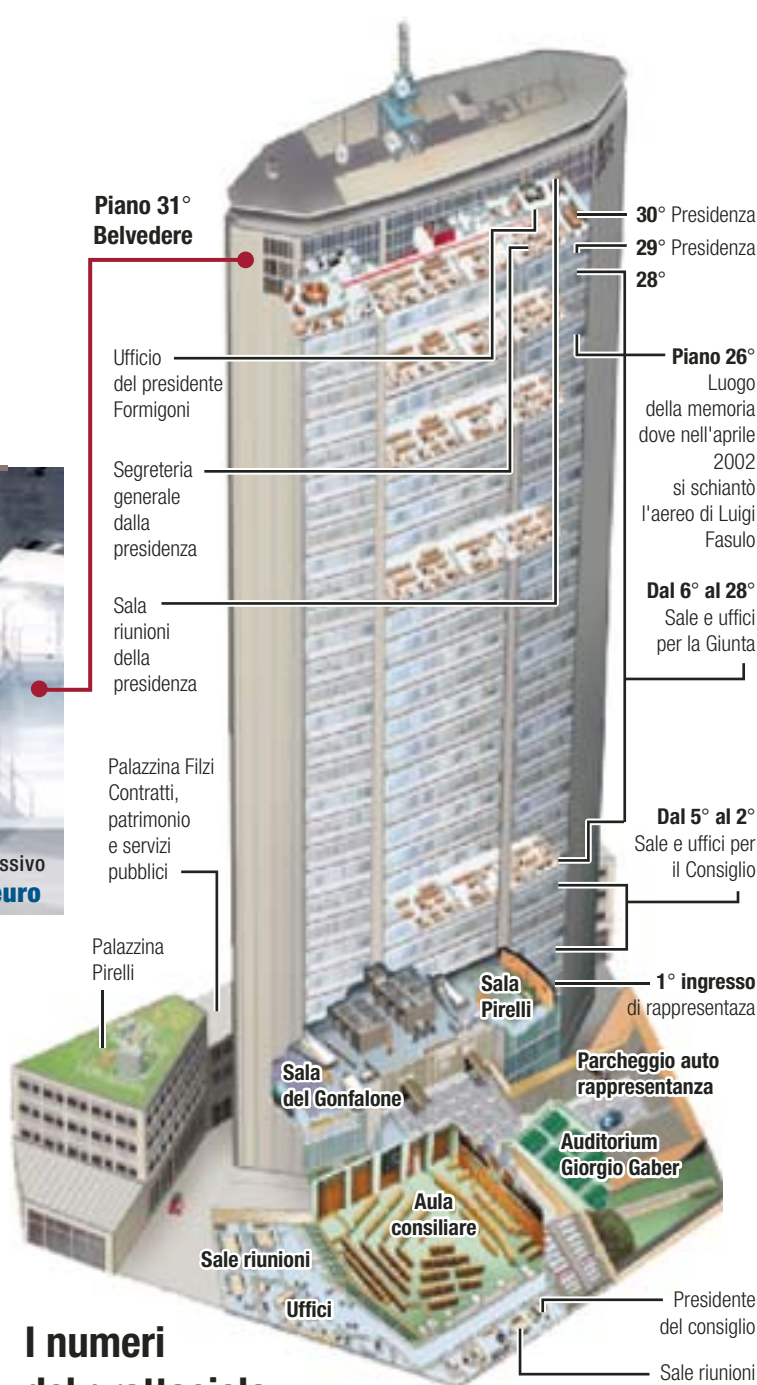 Piano 31°
Belvedere
30° Presidenza
29° Presidenza
28°
Ufficio
del presidente
Formigoni
Piano 26°
Luogo
della memoria
dove nell'aprile
2002
si schiantò
l'aereo di Luigi
Fasulo
Segreteria
generale
dalla
presidenza
Sala
riunioni
della
presidenza
Dal 6° al 28°
Sale e uffici
per la Giunta
Palazzina Filzi
Contratti,
patrimonio
e servizi
pubblici
Dal 5° al 2°
Sale e uffici per
il Consiglio
ssivo
euro
Palazzina
Pirelli
Sala
Pirelli
1° ingresso
di rappresentaza
Sala
del Gonfalone
Parcheggio auto
rappresentanza
Auditorium
Giorgio Gaber
Aula
consiliare
Sale riunioni
Uffici
Presidente
del consiglio
Sale riunioni
I numeri
del grattacielo